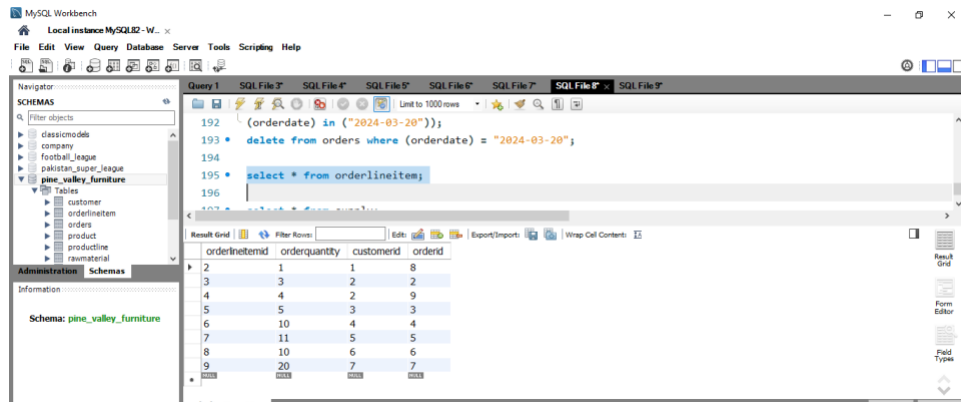 MySQL Workbench
Local instance MySQL82 - W...
File Edit View Query Database Server Tools Scripting Help
Navigator
SCHEMAS
Filter objects
classicmodels
company
football_league
pakistan_super_league
pine_valley_furniture
Tables
customer
orderlineitem
orders
product
productline
rawmaterial
Administration Schemas
Information
Schema: pine_valley_furniture
Query 1 SQL File 3* SQL File 4* SQL File 5* SQL File 6* SQL File 7* SQL File 8* SQL File 9*
Limit to 1000 rows
192 (orderdate) in ("2024-03-20"));
193 delete from orders where (orderdate) = "2024-03-20";
194
195 select * from orderlineitem;
196
197 select * from
Result Grid Filter Rows: Edit: Export/Import: Wrap Cell Content:
orderlineitemid orderquantity customerid orderid
2 1 1 8
3 3 2 2
4 4 2 9
5 5 3 3
6 10 4 4
7 11 5 5
8 10 6 6
9 20 7 7
NULL NULL NULL NULL
Result Grid
Form Editor
Field Types